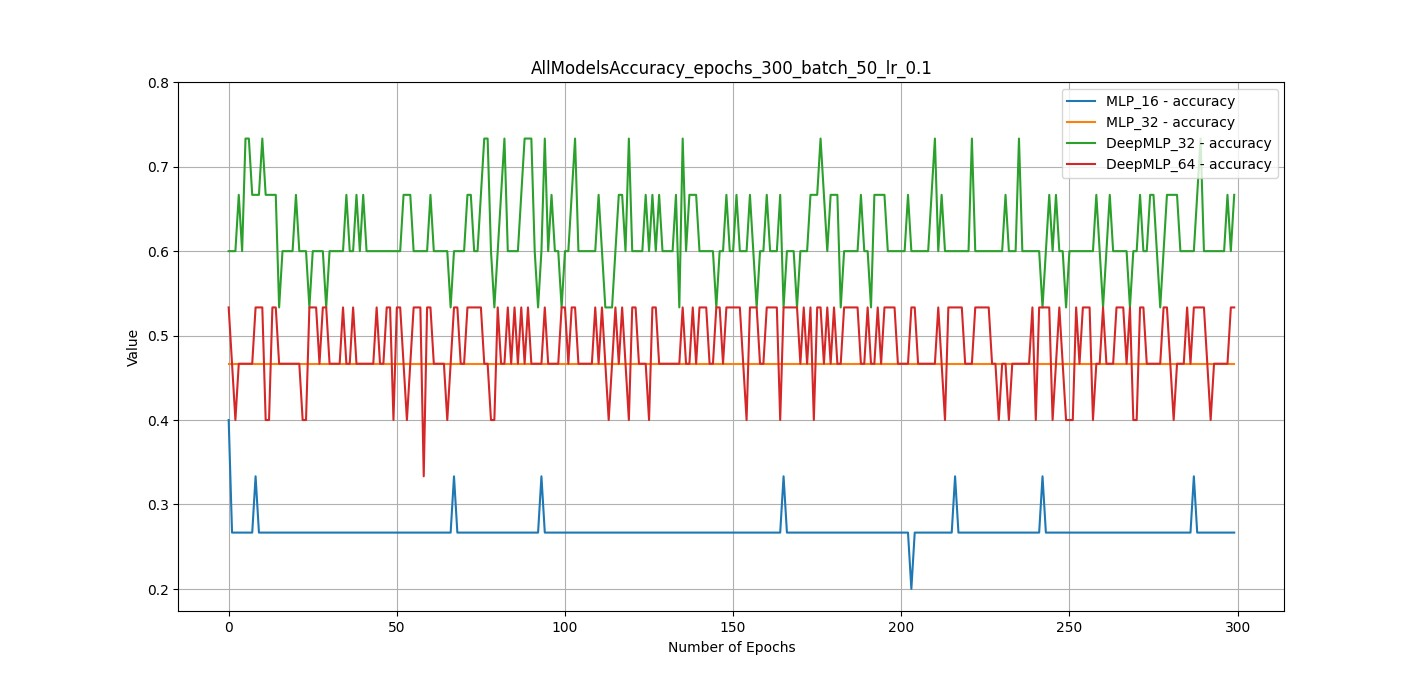 AllModelsAccuracy_epochs_300_batch_50_lr_0.1
0.8
0.7
0.6
0.5
0.4
0.3
0.2
Value
MLP_16 - accuracy
MLP_32 - accuracy
DeepMLP_32 - accuracy
DeepMLP_64 - accuracy
0 50 100 150 200 250 300
Number of Epochs